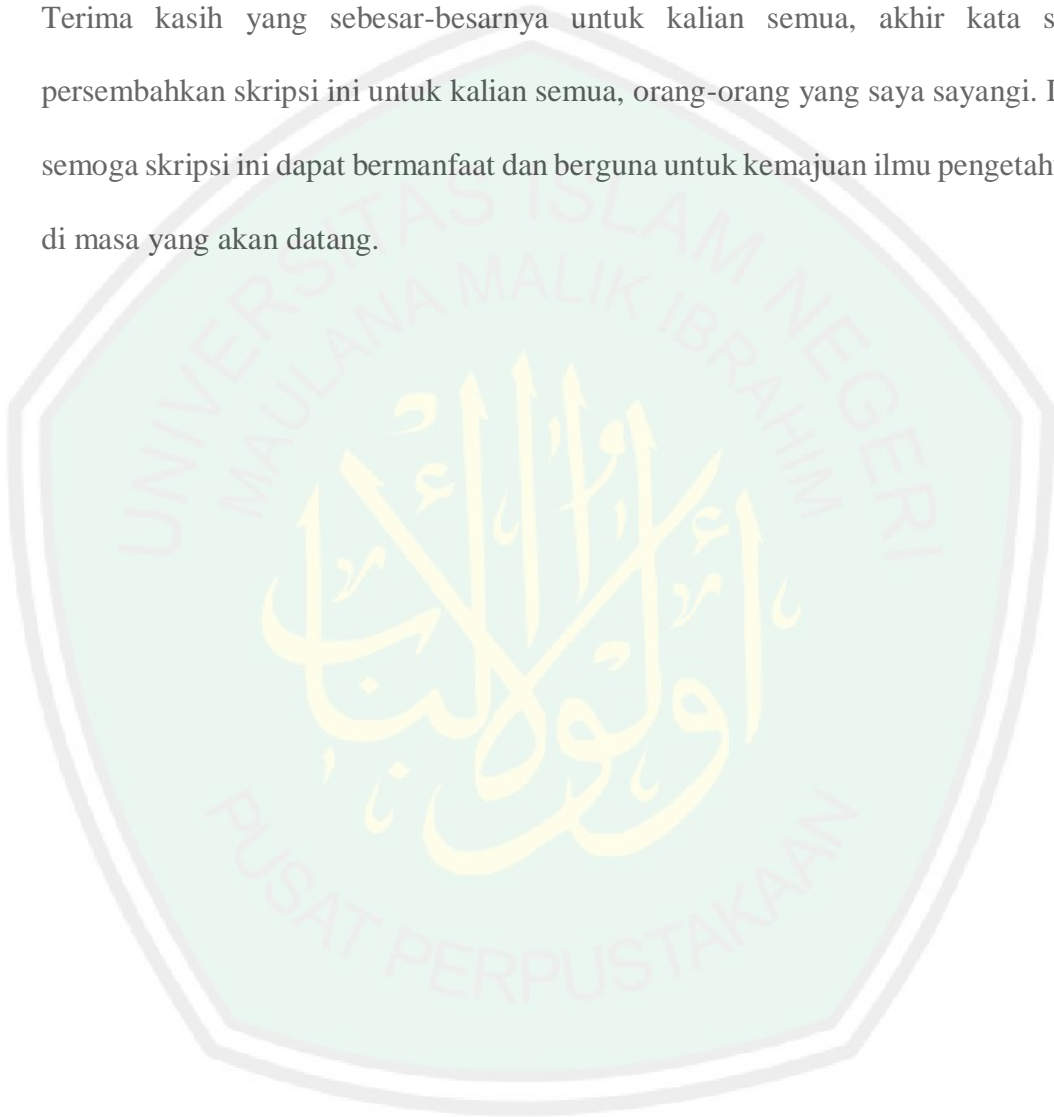 Terima kasih yang sebesar-besarnya untuk kalian semua, akhir kata s
persembahkan skripsi ini untuk kalian semua, orang-orang yang saya sayangi.
semoga skripsi ini dapat bermanfaat dan berguna untuk kemajuan ilmu pengetah
di masa yang akan datang.
UNIVERSITAS ISLAM NEGERI
MAULANA MALIK IBRAHIM
أولو الألباب
PUSAT PERPUSTAKAAN